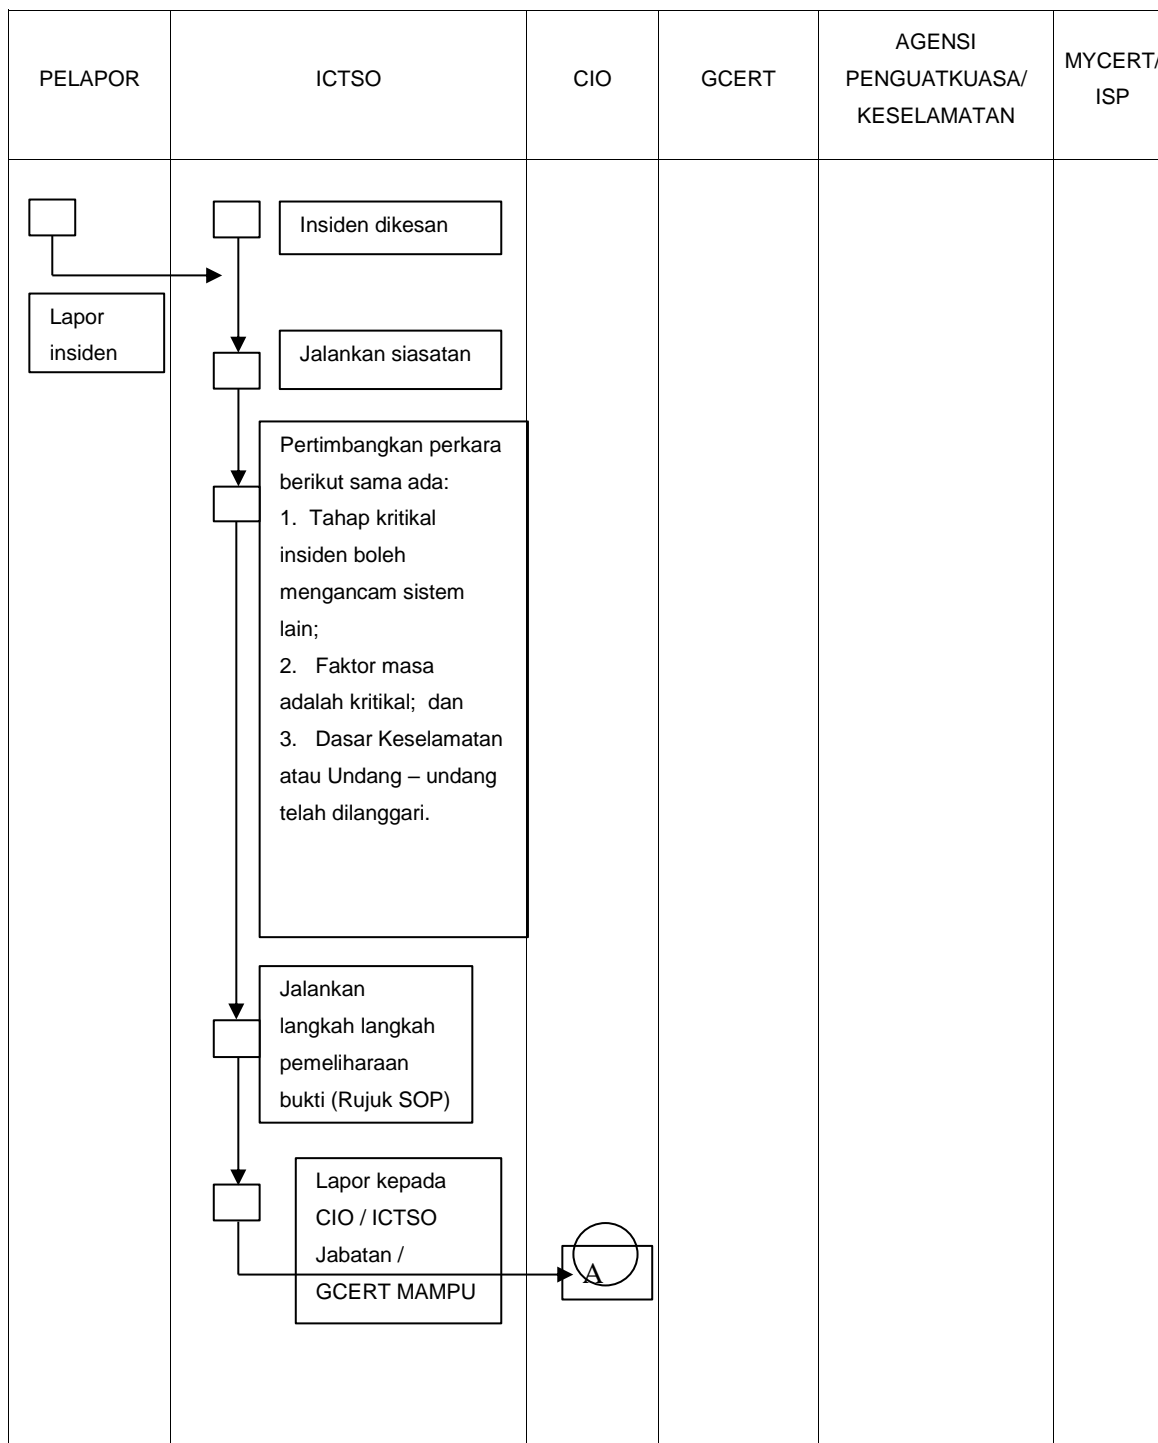 PELAPOR
ICTSO
CIO
GCERT
AGENSI
PENGUATKUASA/
KESELAMATAN
MYCERT/
ISP
Insiden dikesan
Lapor
insiden
Jalankan siasatan
Pertimbangkan perkara
berikut sama ada:
1. Tahap kritikal
insiden boleh
mengancam sistem
lain;
2. Faktor masa
adalah kritikal; dan
3. Dasar Keselamatan
atau Undang – undang
telah dilanggari.
Jalankan
langkah langkah
pemeliharaan
bukti (Rujuk SOP)
Lapor kepada
CIO / ICTSO
Jabatan /
GCERT MAMPU
A